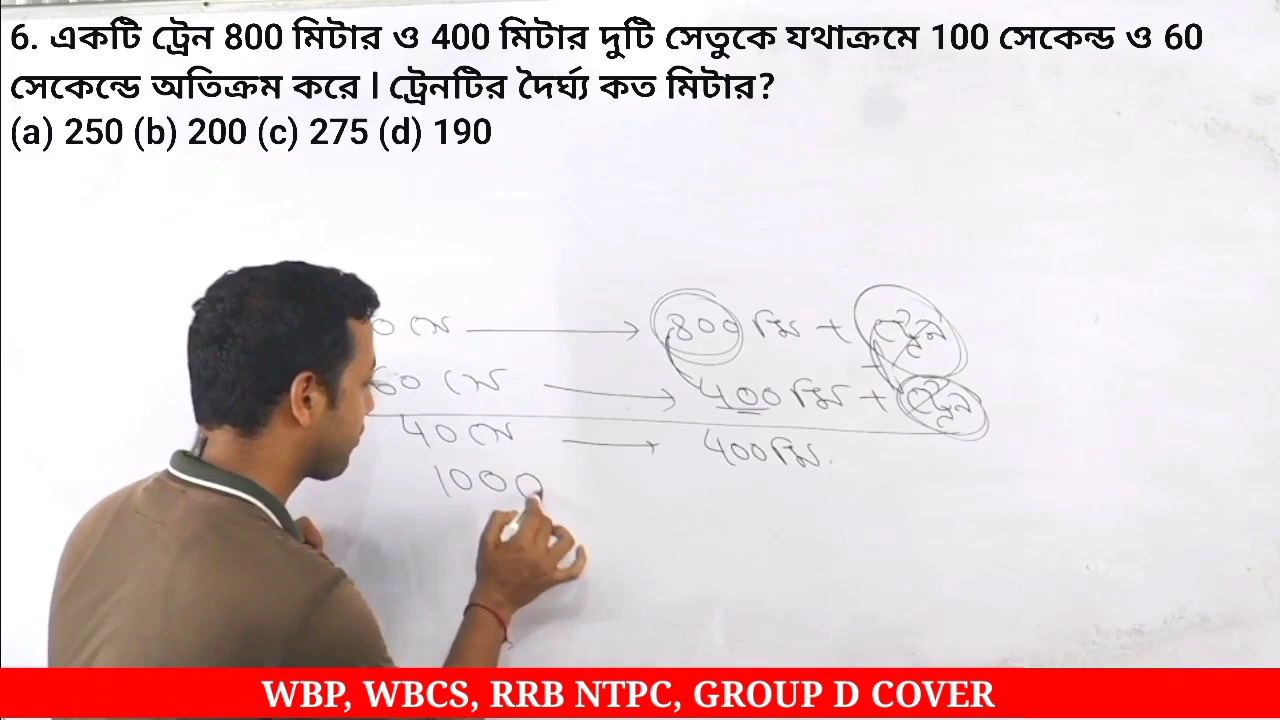 6. একটি ট্রেন 800 মিটার ও 400 মিটার দুটি সেতুকে যথাক্রমে 100 সেকেন্ড ও 60
সেকেন্ডে অতিক্রম করে। ট্রেনটির দৈর্ঘ্য কত মিটার?
(a) 250 (b) 200 (c) 275 (d) 190
0 সে → 800 মি + ট্রেন
60 সে → 400 মি + ট্রেন
40 সে → 400 মি.
1000
WBP, WBCS, RRB NTPC, GROUP D COVER